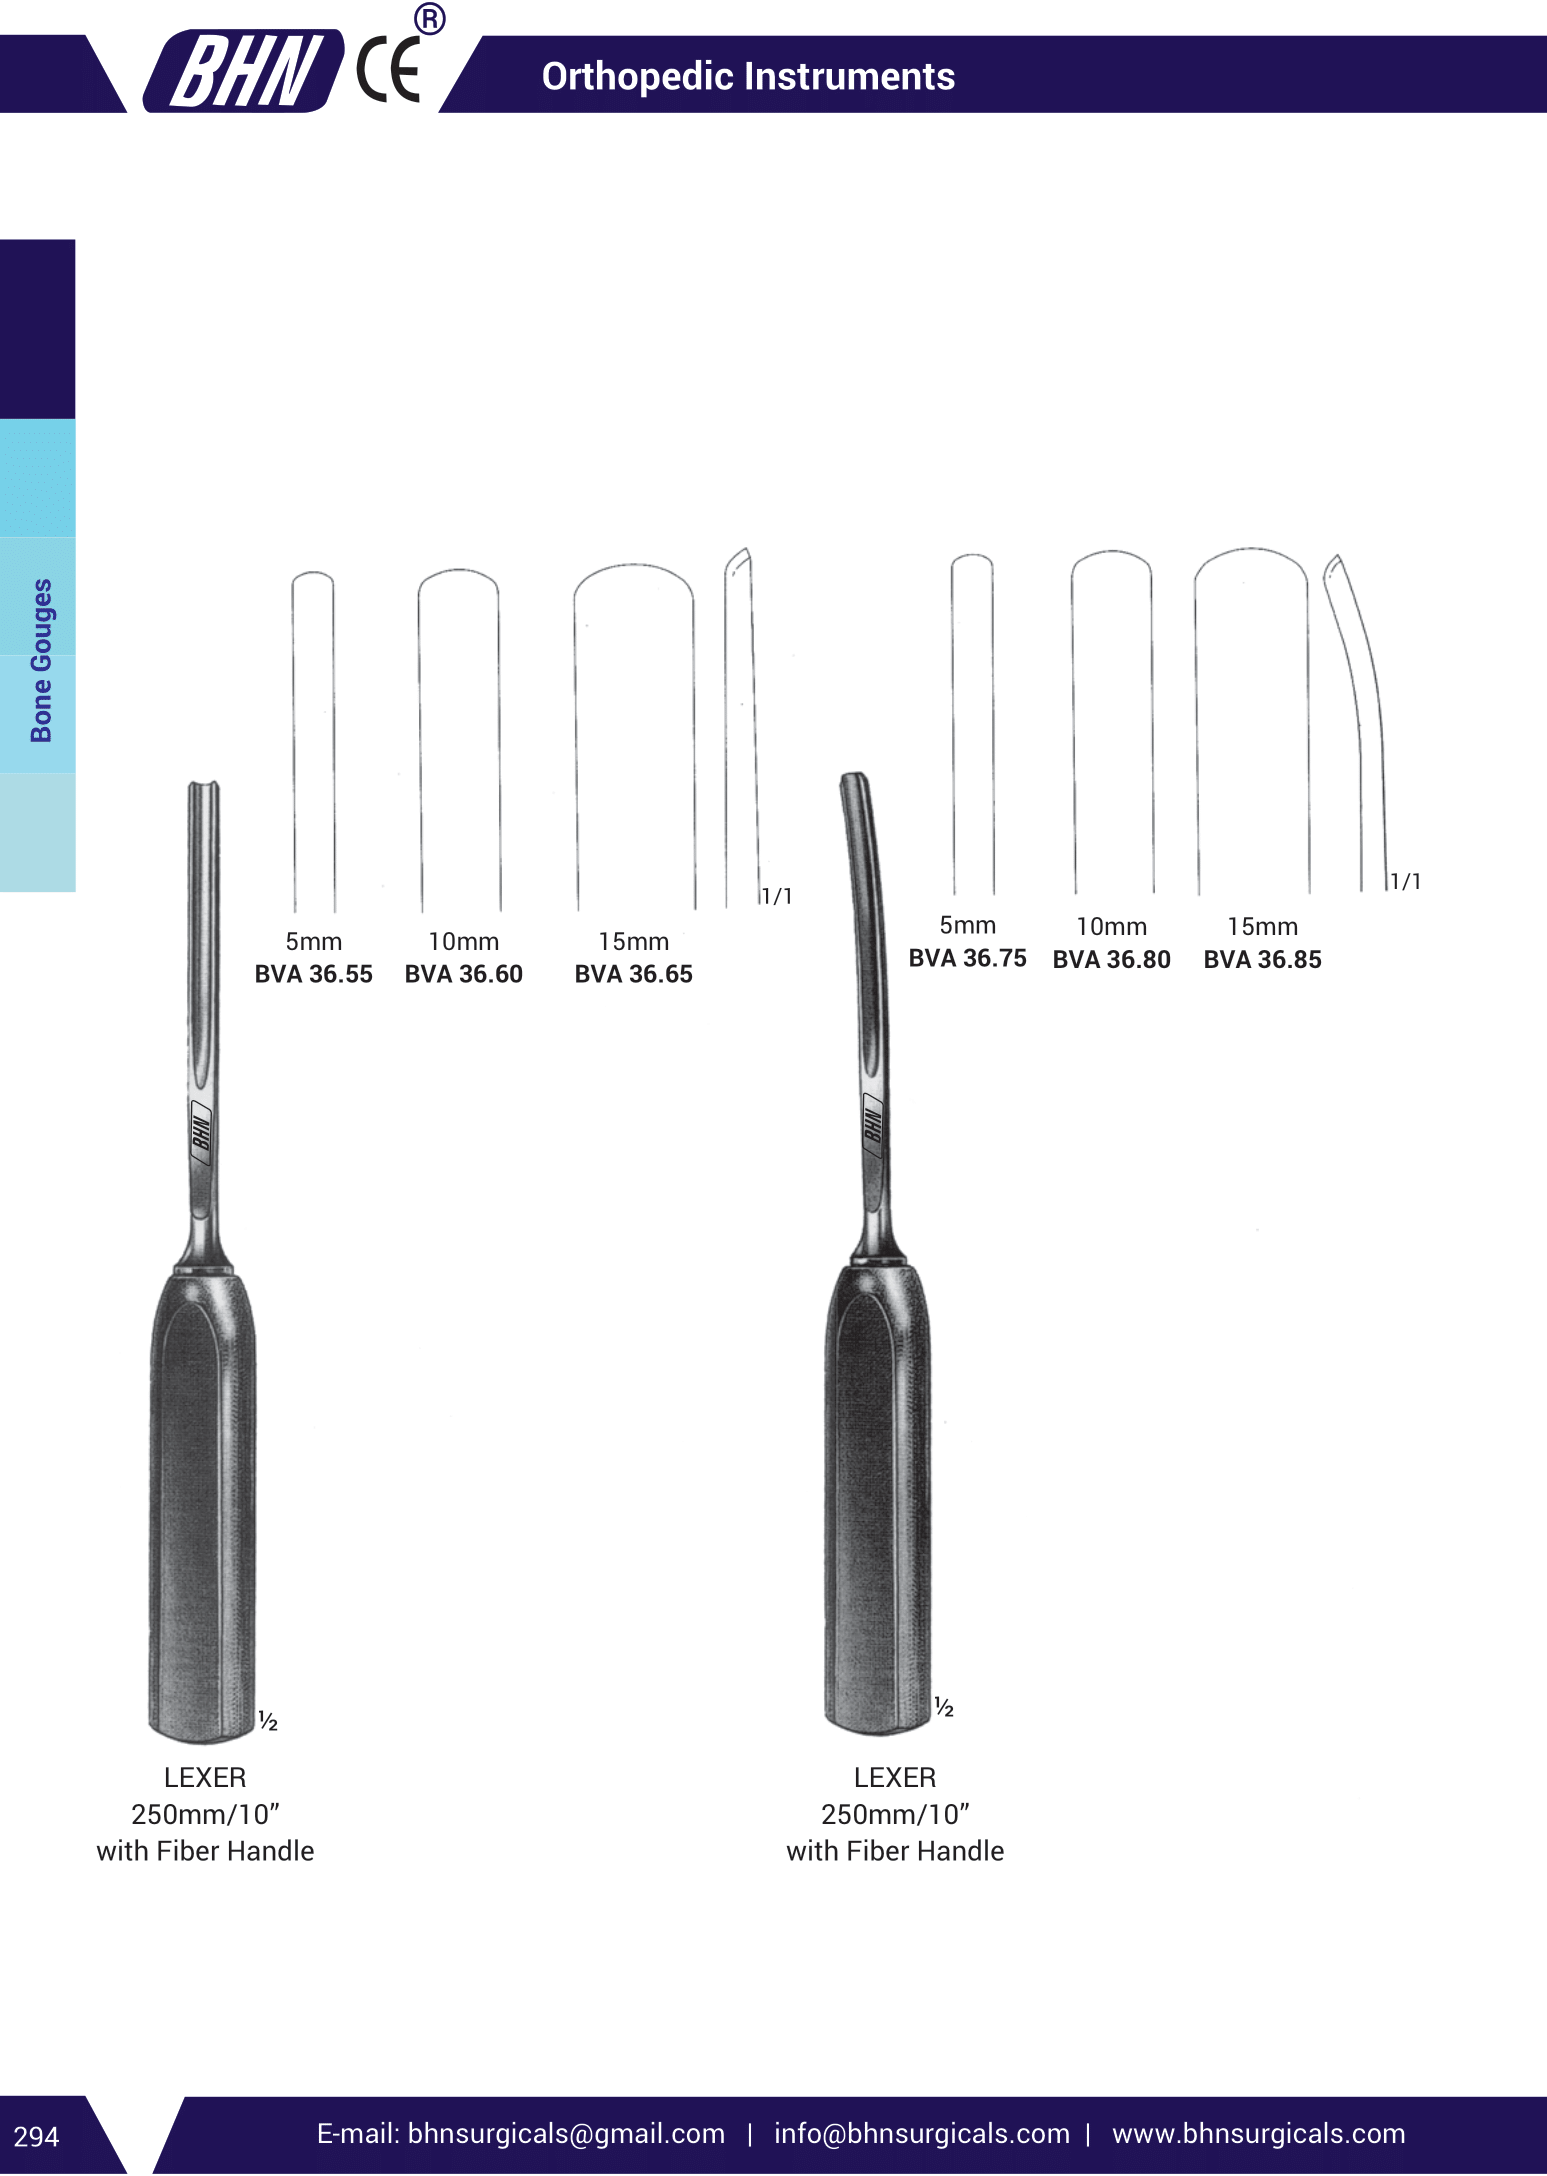 BHN CE ®
Orthopedic Instruments
Bone Gouges
1/1
5mm
BVA 36.55
10mm
BVA 36.60
15mm
BVA 36.65
1/1
5mm
BVA 36.75
10mm
BVA 36.80
15mm
BVA 36.85
BHN
BHN
½
½
LEXER
250mm/10”
with Fiber Handle
LEXER
250mm/10”
with Fiber Handle
294
E-mail: bhnsurgicals@gmail.com | info@bhnsurgicals.com | www.bhnsurgicals.com